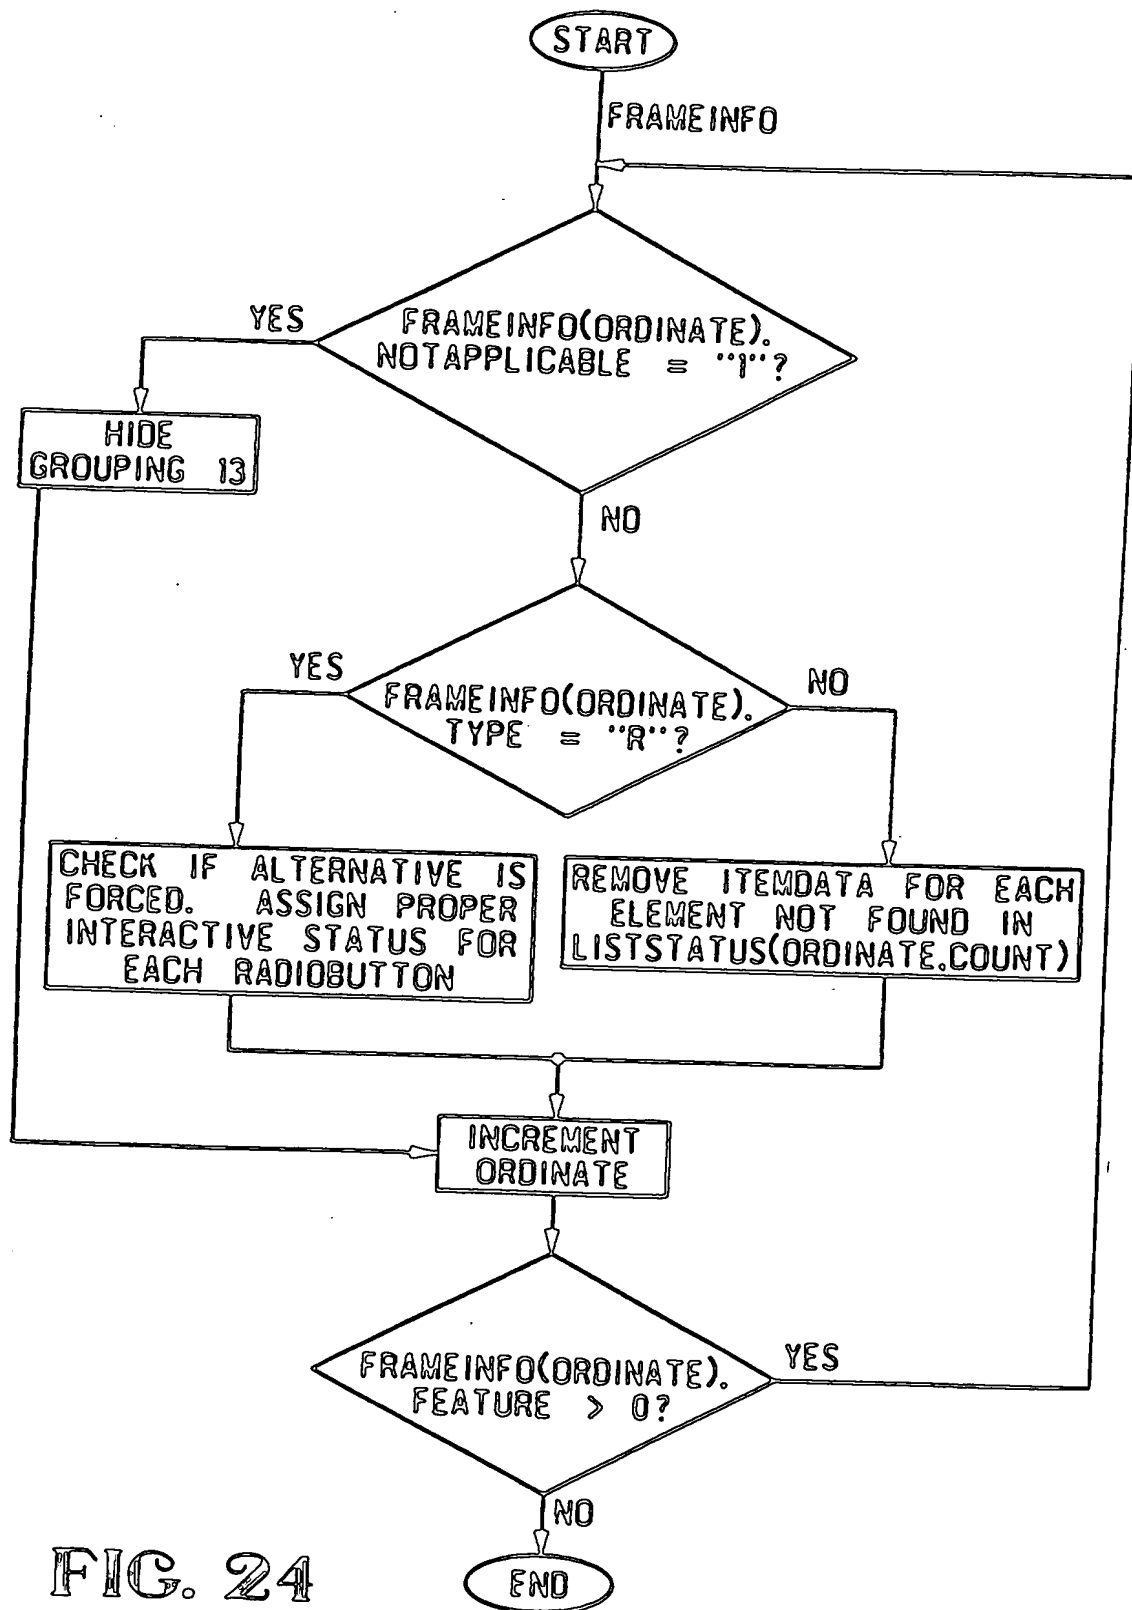 START
FRAMEINFO
YES
FRAMEINFO(ORDINATE).
NOTAPPLICABLE = "1"?
HIDE
GROUPING 13
NO
YES
FRAMEINFO(ORDINATE).
TYPE = "R"?
NO
CHECK IF ALTERNATIVE IS
FORCED. ASSIGN PROPER
INTERACTIVE STATUS FOR
EACH RADIOBUTTON
REMOVE ITEMDATA FOR EACH
ELEMENT NOT FOUND IN
LISTSTATUS(ORDINATE.COUNT)
INCREMENT
ORDINATE
FRAMEINFO(ORDINATE).
FEATURE > 0?
YES
NO
END
FIG. 24